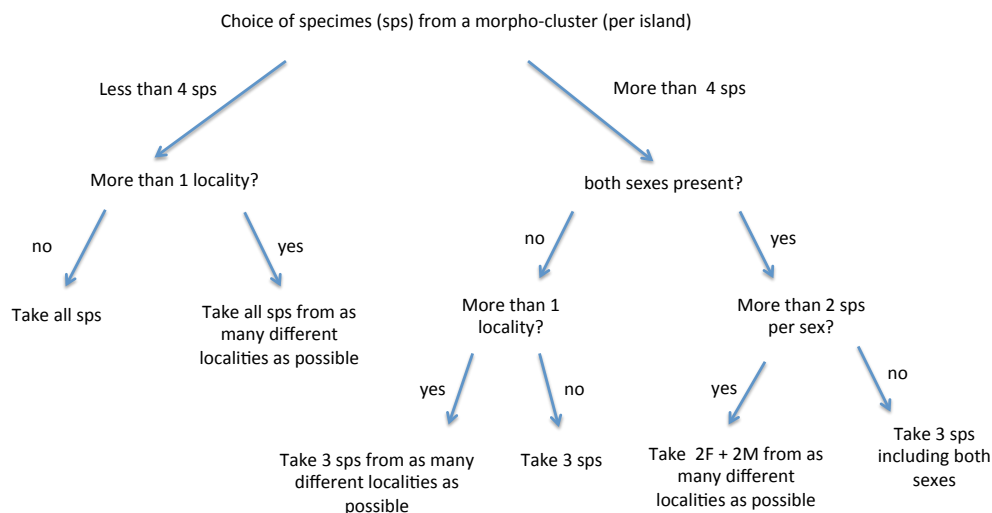 Choice of specimes (sps) from a morpho-cluster (per island)
Less than 4 sps
More than  4 sps
More than 1 locality?
both sexes present?
no
yes
no
yes
Take all sps
Take all sps from as
many different
localities as possible
More than 1
locality?
More than 2 sps
per sex?
yes
no
yes
no
Take 3 sps from as many
different localities as
possible
Take 3 sps
Take  2F + 2M from as
many different
localities as possible
Take 3 sps
including both
sexes